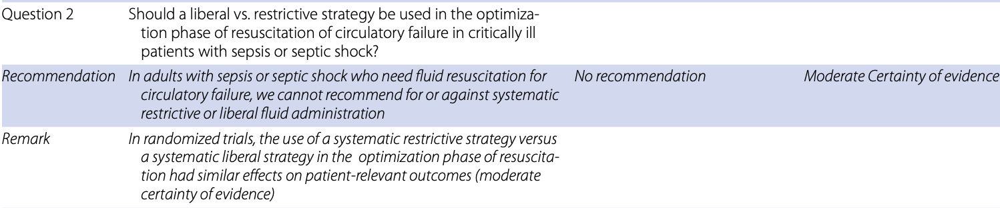 Question 2 Should a liberal vs. restrictive strategy be used in the optimiza-
tion phase of resuscitation of circulatory failure in critically ill
patients with sepsis or septic shock?
Recommendation In adults with sepsis or septic shock who need fluid resuscitation for No recommendation Moderate Certainty of evidence
circulatory failure, we cannot recommend for or against systematic
restrictive or liberal fluid administration
Remark In randomized trials, the use of a systematic restrictive strategy versus
a systematic liberal strategy in the optimization phase of resuscita-
tion had similar effects on patient-relevant outcomes (moderate
certainty of evidence)